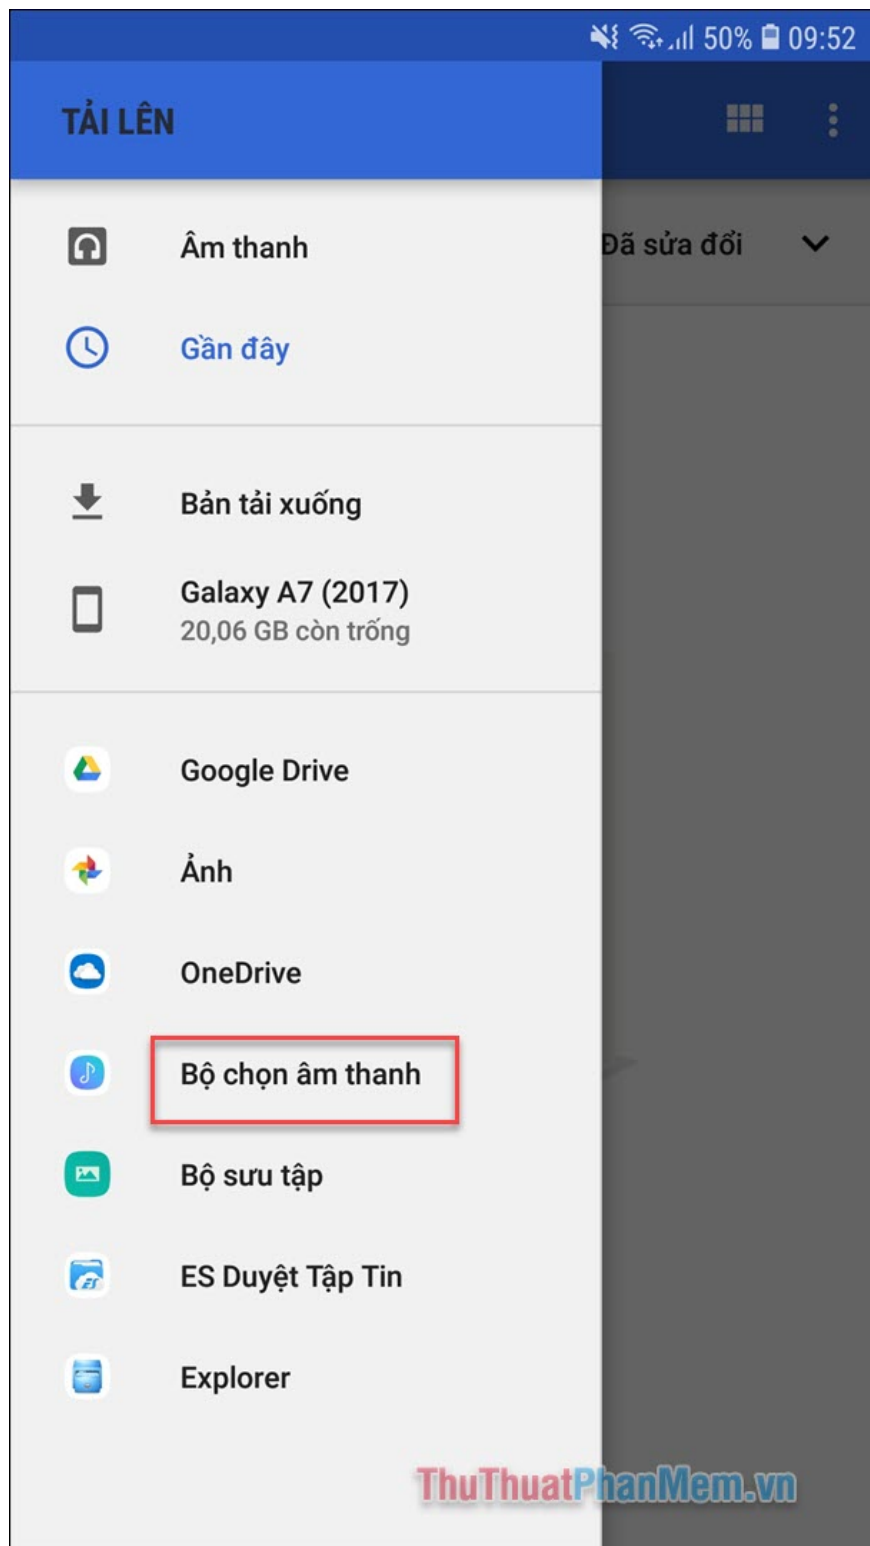 50% 09:52
TẢI LÊN
Âm thanh
Đã sửa đổi
Gần đây
Bản tải xuống
Galaxy A7 (2017)
20,06 GB còn trống
Google Drive
Ảnh
OneDrive
Bộ chọn âm thanh
Bộ sưu tập
ES Duyệt Tập Tin
Explorer
ThuThuatPhanMem.vn